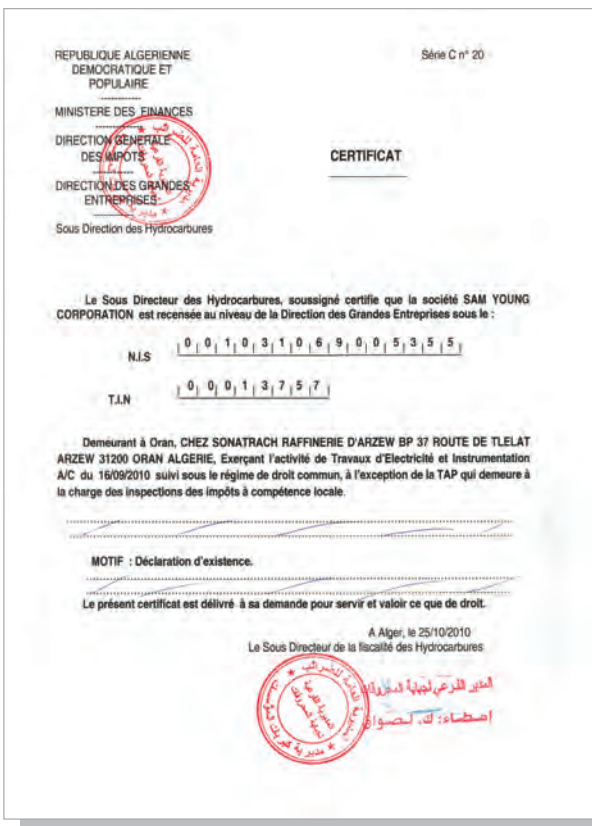 REPUBLIQUE ALGERIENNE
DEMOCRATIQUE ET
POPULAIRE
MINISTERE DES FINANCES
DIRECTION GENERALE
DES IMPOTS
DIRECTION DES GRANDES
ENTREPRISES
Sous Direction des Hydrocarbures
Série C n° 20
CERTIFICAT
Le Sous Directeur des Hydrocarbures, soussigné certifie que la société SAM YOUNG
CORPORATION est recensée au niveau de la Direction des Grandes Entreprises sous le :
N.I.S 0 0 1 0 3 1 0 6 9 0 0 5 3 5 5
T.I.N 0 0 0 1 3 7 5 7
Demeurant à Oran, CHEZ SONATRACH RAFFINERIE D'ARZEW BP 37 ROUTE DE TLELAT
ARZEW 31200 ORAN ALGERIE, Exerçant l'activité de Travaux d'Electricité et Instrumentation
A/C du 16/09/2010 suivi sous le régime de droit commun, à l'exception de la TAP qui demeure à
la charge des inspections des impôts à compétence locale.
MOTIF : Déclaration d'existence.
Le présent certificat est délivré à sa demande pour servir et valoir ce que de droit.
A Alger, le 25/10/2010
Le Sous Directeur de la fiscalité des Hydrocarbures
المدير الفرعي لجباية المحروقات
إمضاء: ك.